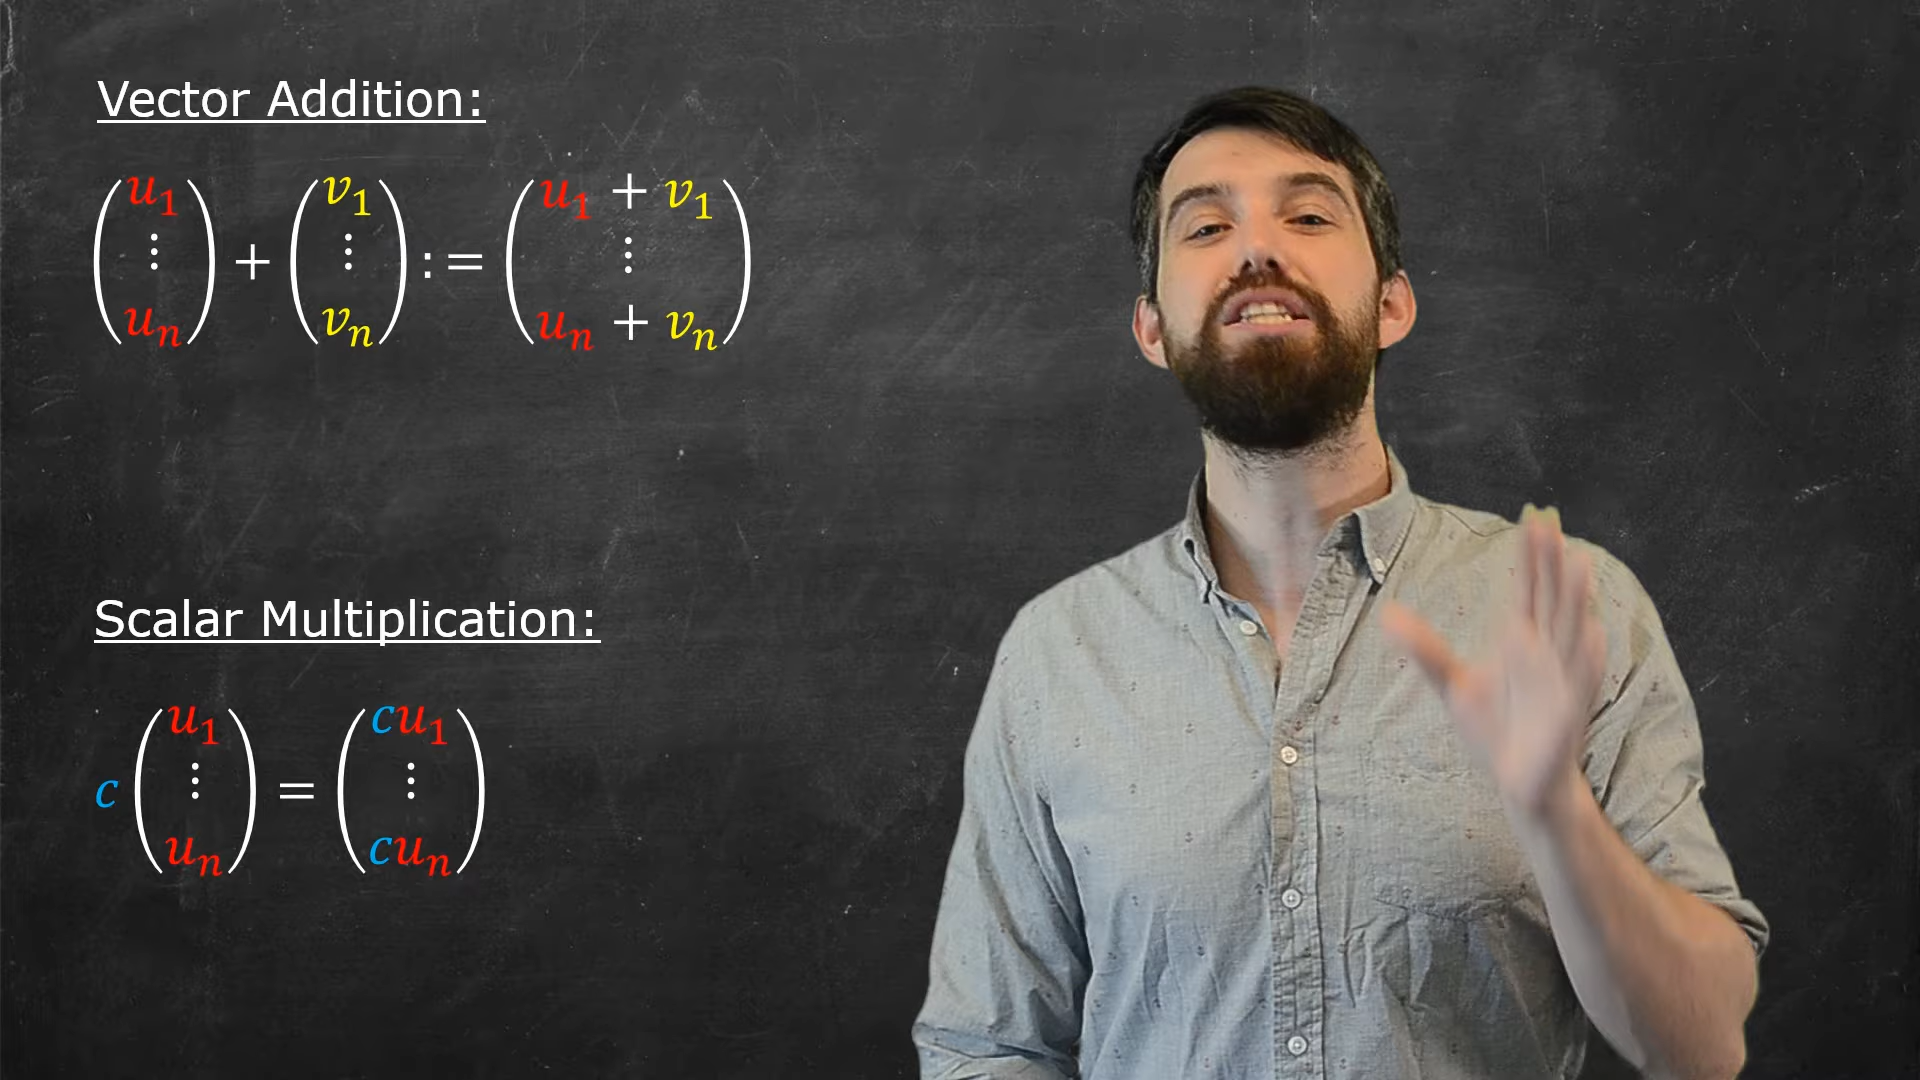 Vector Addition:
(u₁ ⋮ uₙ) + (v₁ ⋮ vₙ) := (u₁ + v₁ ⋮ uₙ + vₙ)
Scalar Multiplication:
c (u₁ ⋮ uₙ) = (cu₁ ⋮ cuₙ)